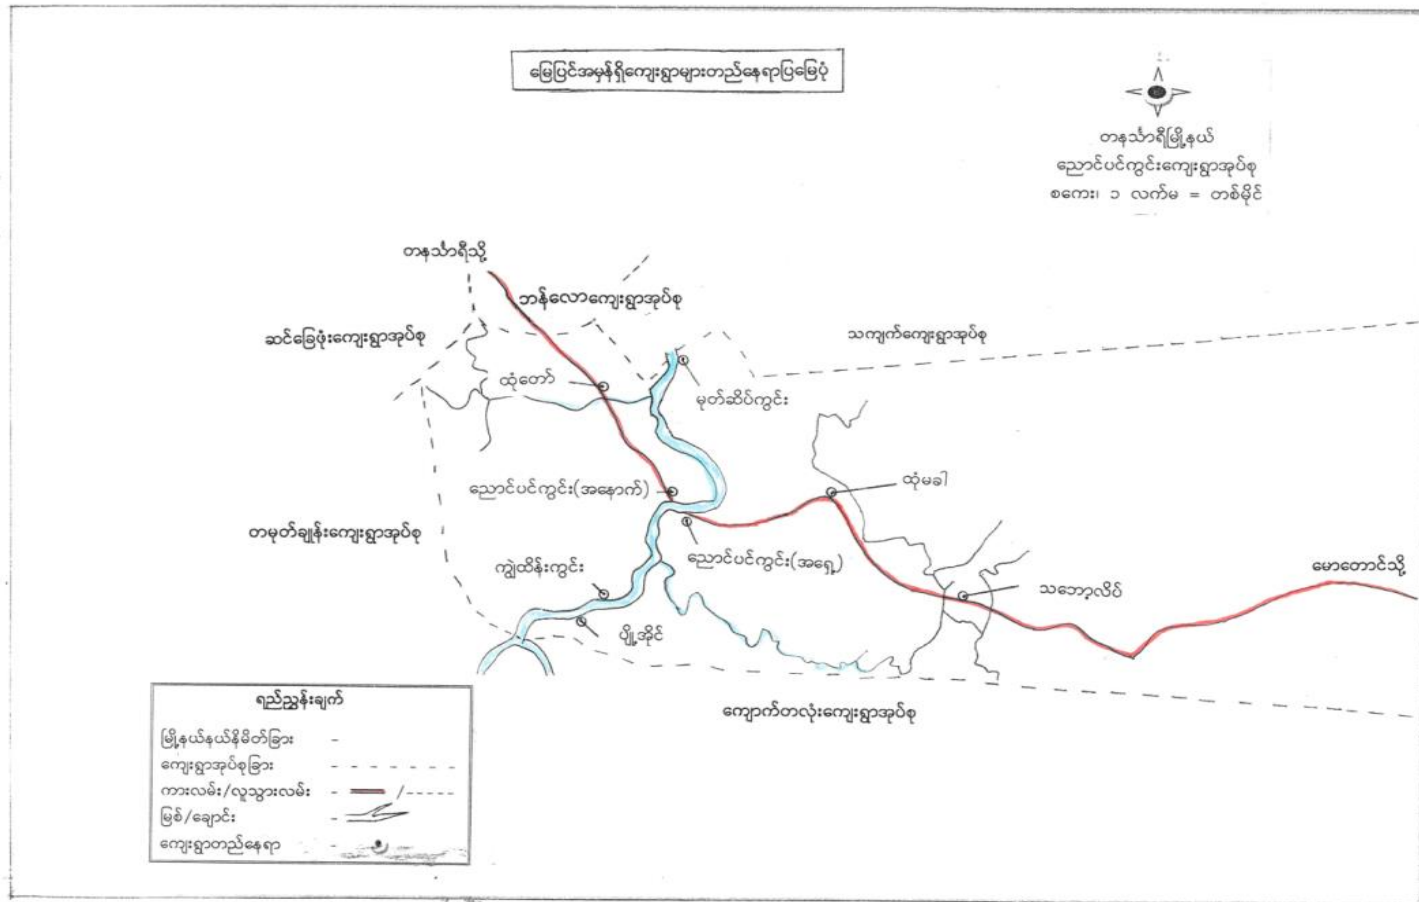 မြေပြင်အမှန်ရှိကျေးရွာများတည်နေရာပြမြေပုံ
တနင်္သာရီမြို့နယ်
ညောင်ပင်ကွင်းကျေးရွာအုပ်စု
စကေး၊ ၁ လက်မ = တစ်မိုင်
တနင်္သာရီသို့
ဘန်လောကျေးရွာအုပ်စု
ဆင်ခြေဖုံးကျေးရွာအုပ်စု
သကျက်ကျေးရွာအုပ်စု
ထုံတော်
မုတ်ဆိပ်ကွင်း
ညောင်ပင်ကွင်း(အနောက်)
ထုံမခါ
တမုတ်ချုန်းကျေးရွာအုပ်စု
ညောင်ပင်ကွင်း(အရှေ့)
ကျွဲထိန်းကွင်း
မောတောင်သို့
သဘော့လိပ်
ပျို့အိုင်
ကျောက်တလုံးကျေးရွာအုပ်စု
ရည်ညွှန်းချက်
မြို့နယ်နယ်နိမိတ်ခြား -
ကျေးရွာအုပ်စုခြား
ကားလမ်း/လူသွားလမ်း - /
မြစ်/ချောင်း -
ကျေးရွာတည်နေရာ -